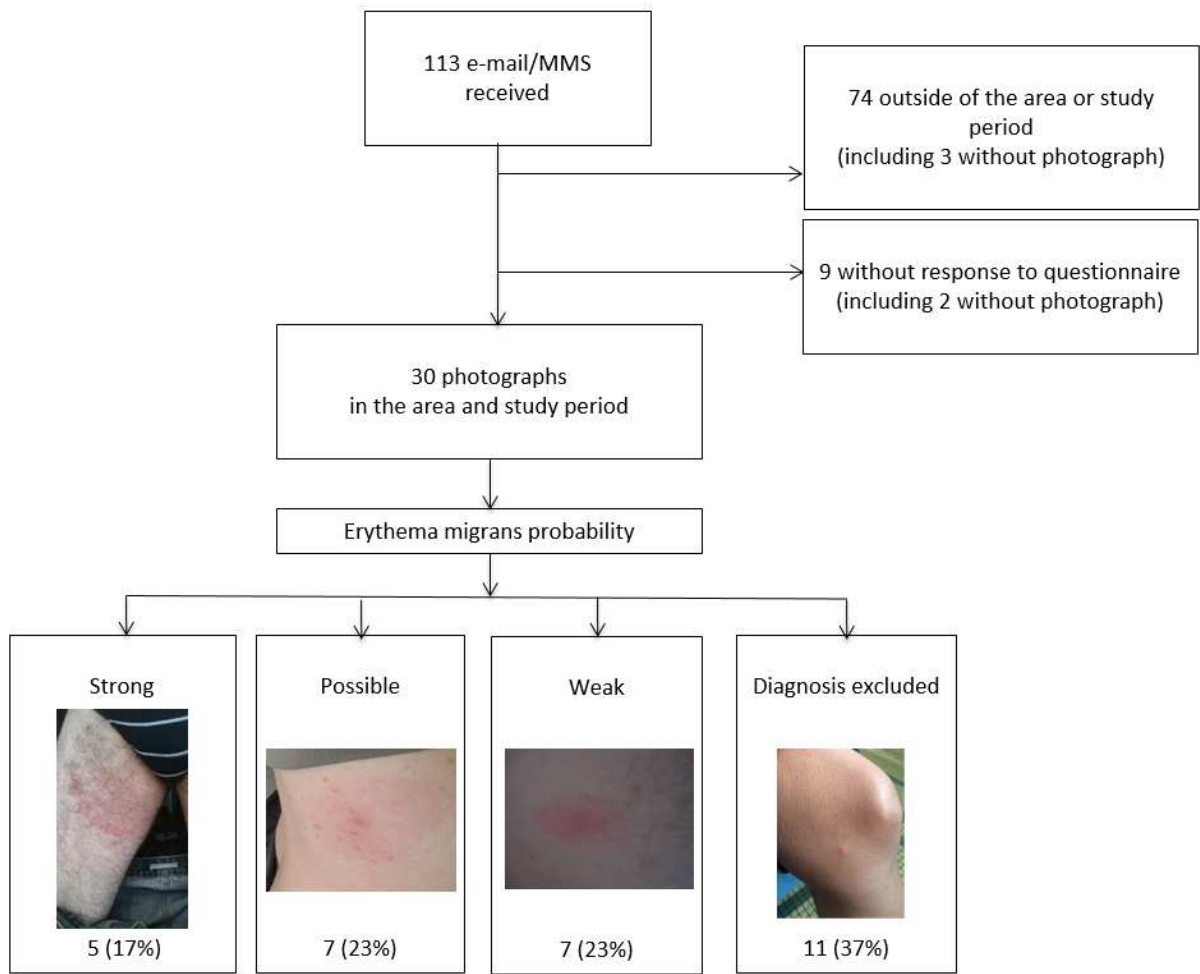 113 e-mail/MMS
received
74 outside of the area or study
period
(including 3 without photograph)
9 without response to questionnaire
(including 2 without photograph)
30 photographs
in the area and study period
Erythema migrans probability
Strong
5 (17%)
Possible
7 (23%)
Weak
7 (23%)
Diagnosis excluded
11 (37%)